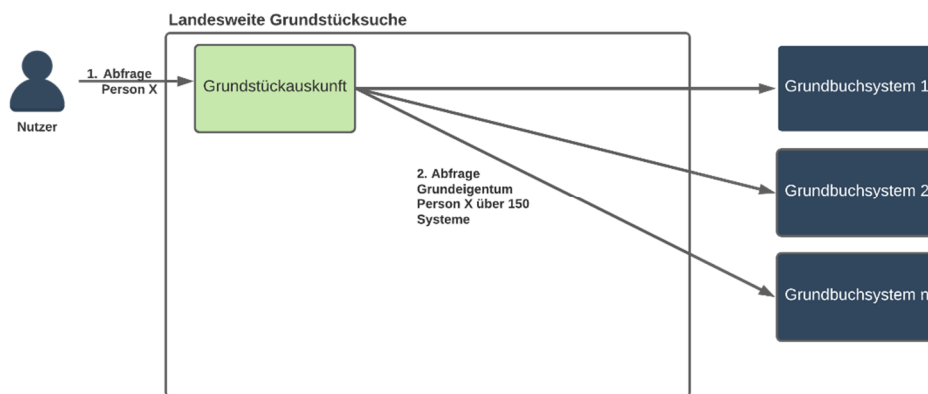 Landesweite Grundstücksuche
1. Abfrage
Person X
Nutzer
Grundstückauskunft
2. Abfrage
Grundeigentum
Person X über 150
Systeme
Grundbuchsystem 1
Grundbuchsystem 2
Grundbuchsystem n